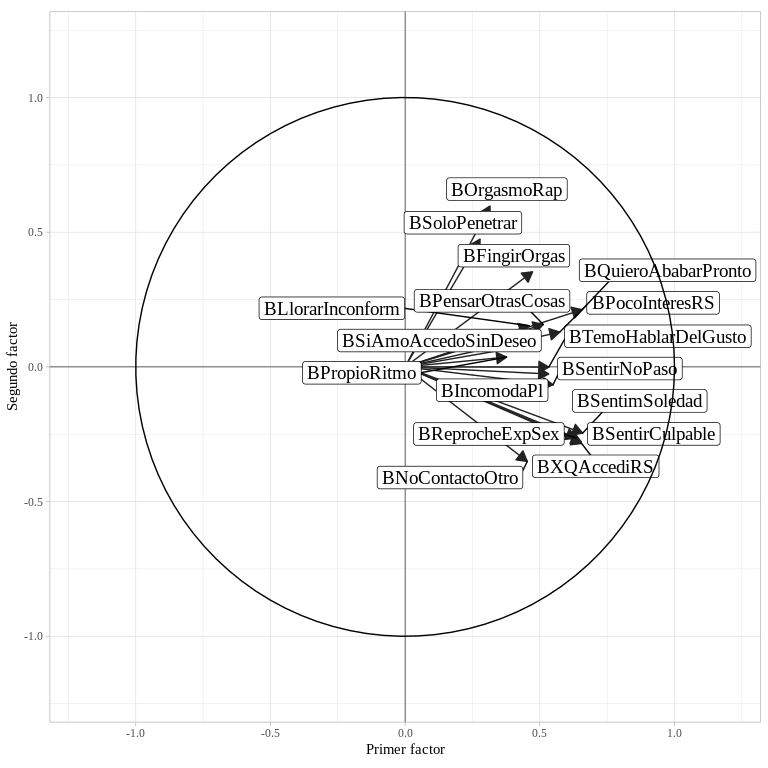 1.0
0.5
0.0
-0.5
-1.0
Segundo factor
BOrgasmoRap
BSoloPenetrar
BFingirOrgas
BQuieroAbabarPronto
BLlorarInconform
BPensarOtrasCosas
BPocoInteresRS
BSiAmoAccedoSinDeseo
BTemoHablarDelGusto
BPropioRitmo
BSentirNoPaso
BIncomodaPl
BSentimSoledad
BReprocheExpSex
BSentirCulpable
BXQAccediRS
BNoContactoOtro
-1.0
-0.5
0.0
0.5
1.0
Primer factor